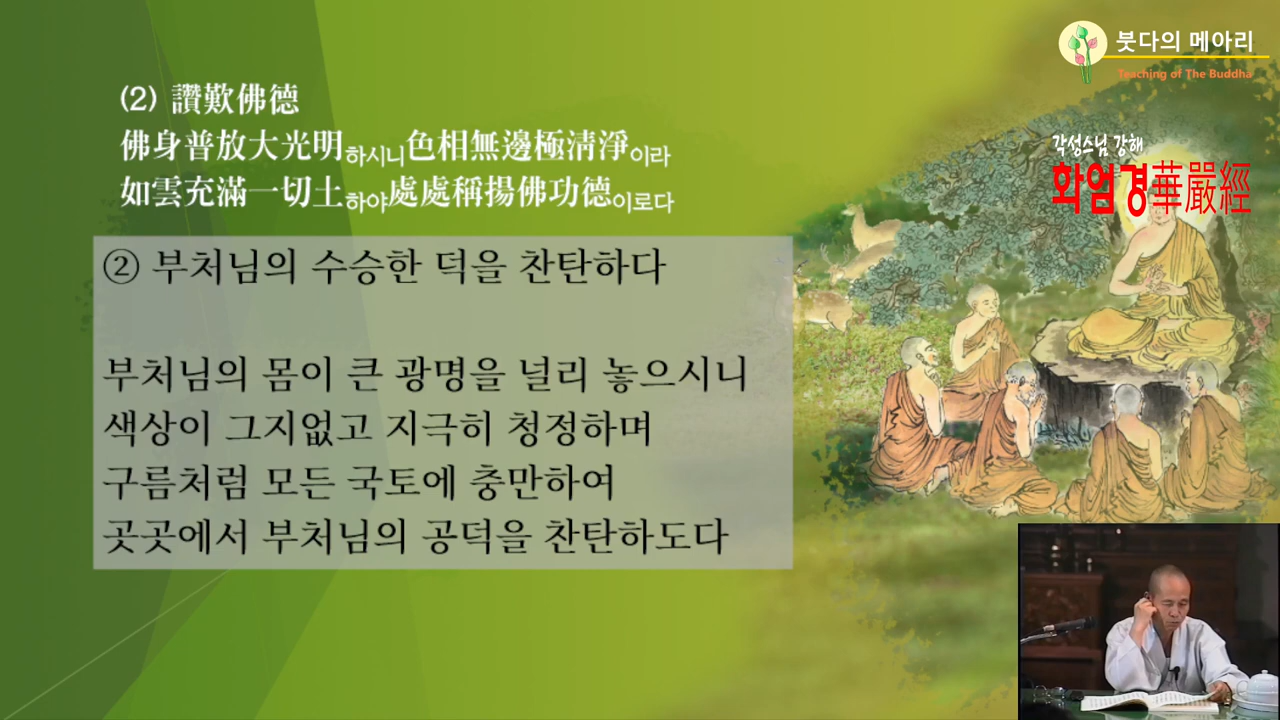 붓다의 메아리
Teaching of The Buddha
각성스님 강해
화엄경華嚴經
(2) 讚歎佛德
佛身普放大光明하시니色相無邊極淸淨이라
如雲充滿一切土하야處處稱揚佛功德이로다
② 부처님의 수승한 덕을 찬탄하다
부처님의 몸이 큰 광명을 널리 놓으시니
색상이 그지없고 지극히 청정하며
구름처럼 모든 국토에 충만하여
곳곳에서 부처님의 공덕을 찬탄하도다